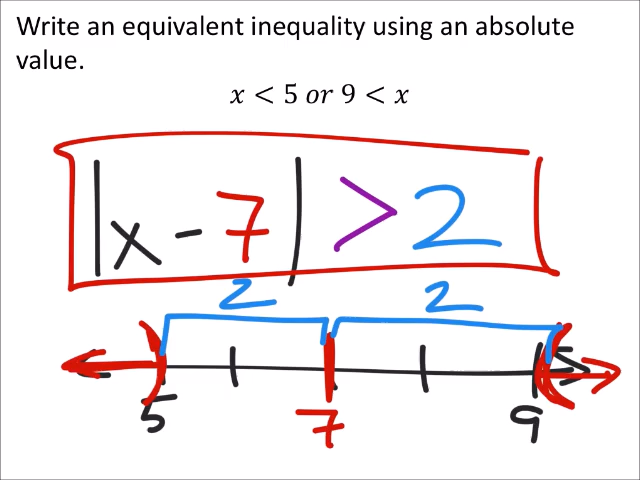 Write an equivalent inequality using an absolute
value.
x < 5 or 9 < x
|x - 7| > 2
2 2
5 7 9